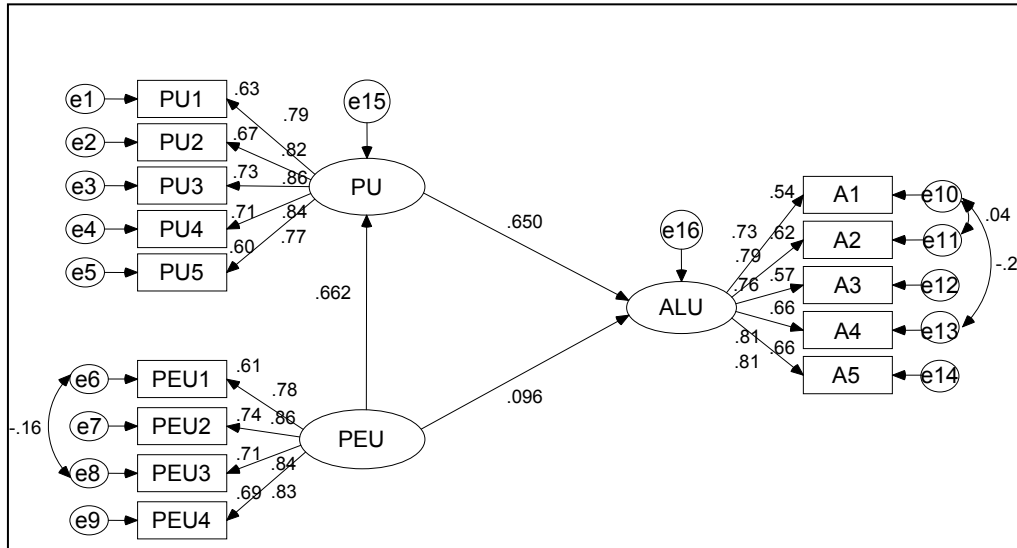 e1 PU1 .63
.79
e15
e2 PU2 .67
.82
e3 PU3 .73 .86 PU
e4 PU4 .71 .84
e5 PU5 .60 .77
.650
.662
e16
ALU
.096
.54 A1 e10
.04
.73 .62 A2 e11
.79
-.2
.76 .57 A3 e12
.66 A4 e13
.81
.66 A5 e14
.81
e6 PEU1 .61
.78
-.16
e7 PEU2 .74 .86
PEU
e8 PEU3 .71 .84
e9 PEU4 .69 .83